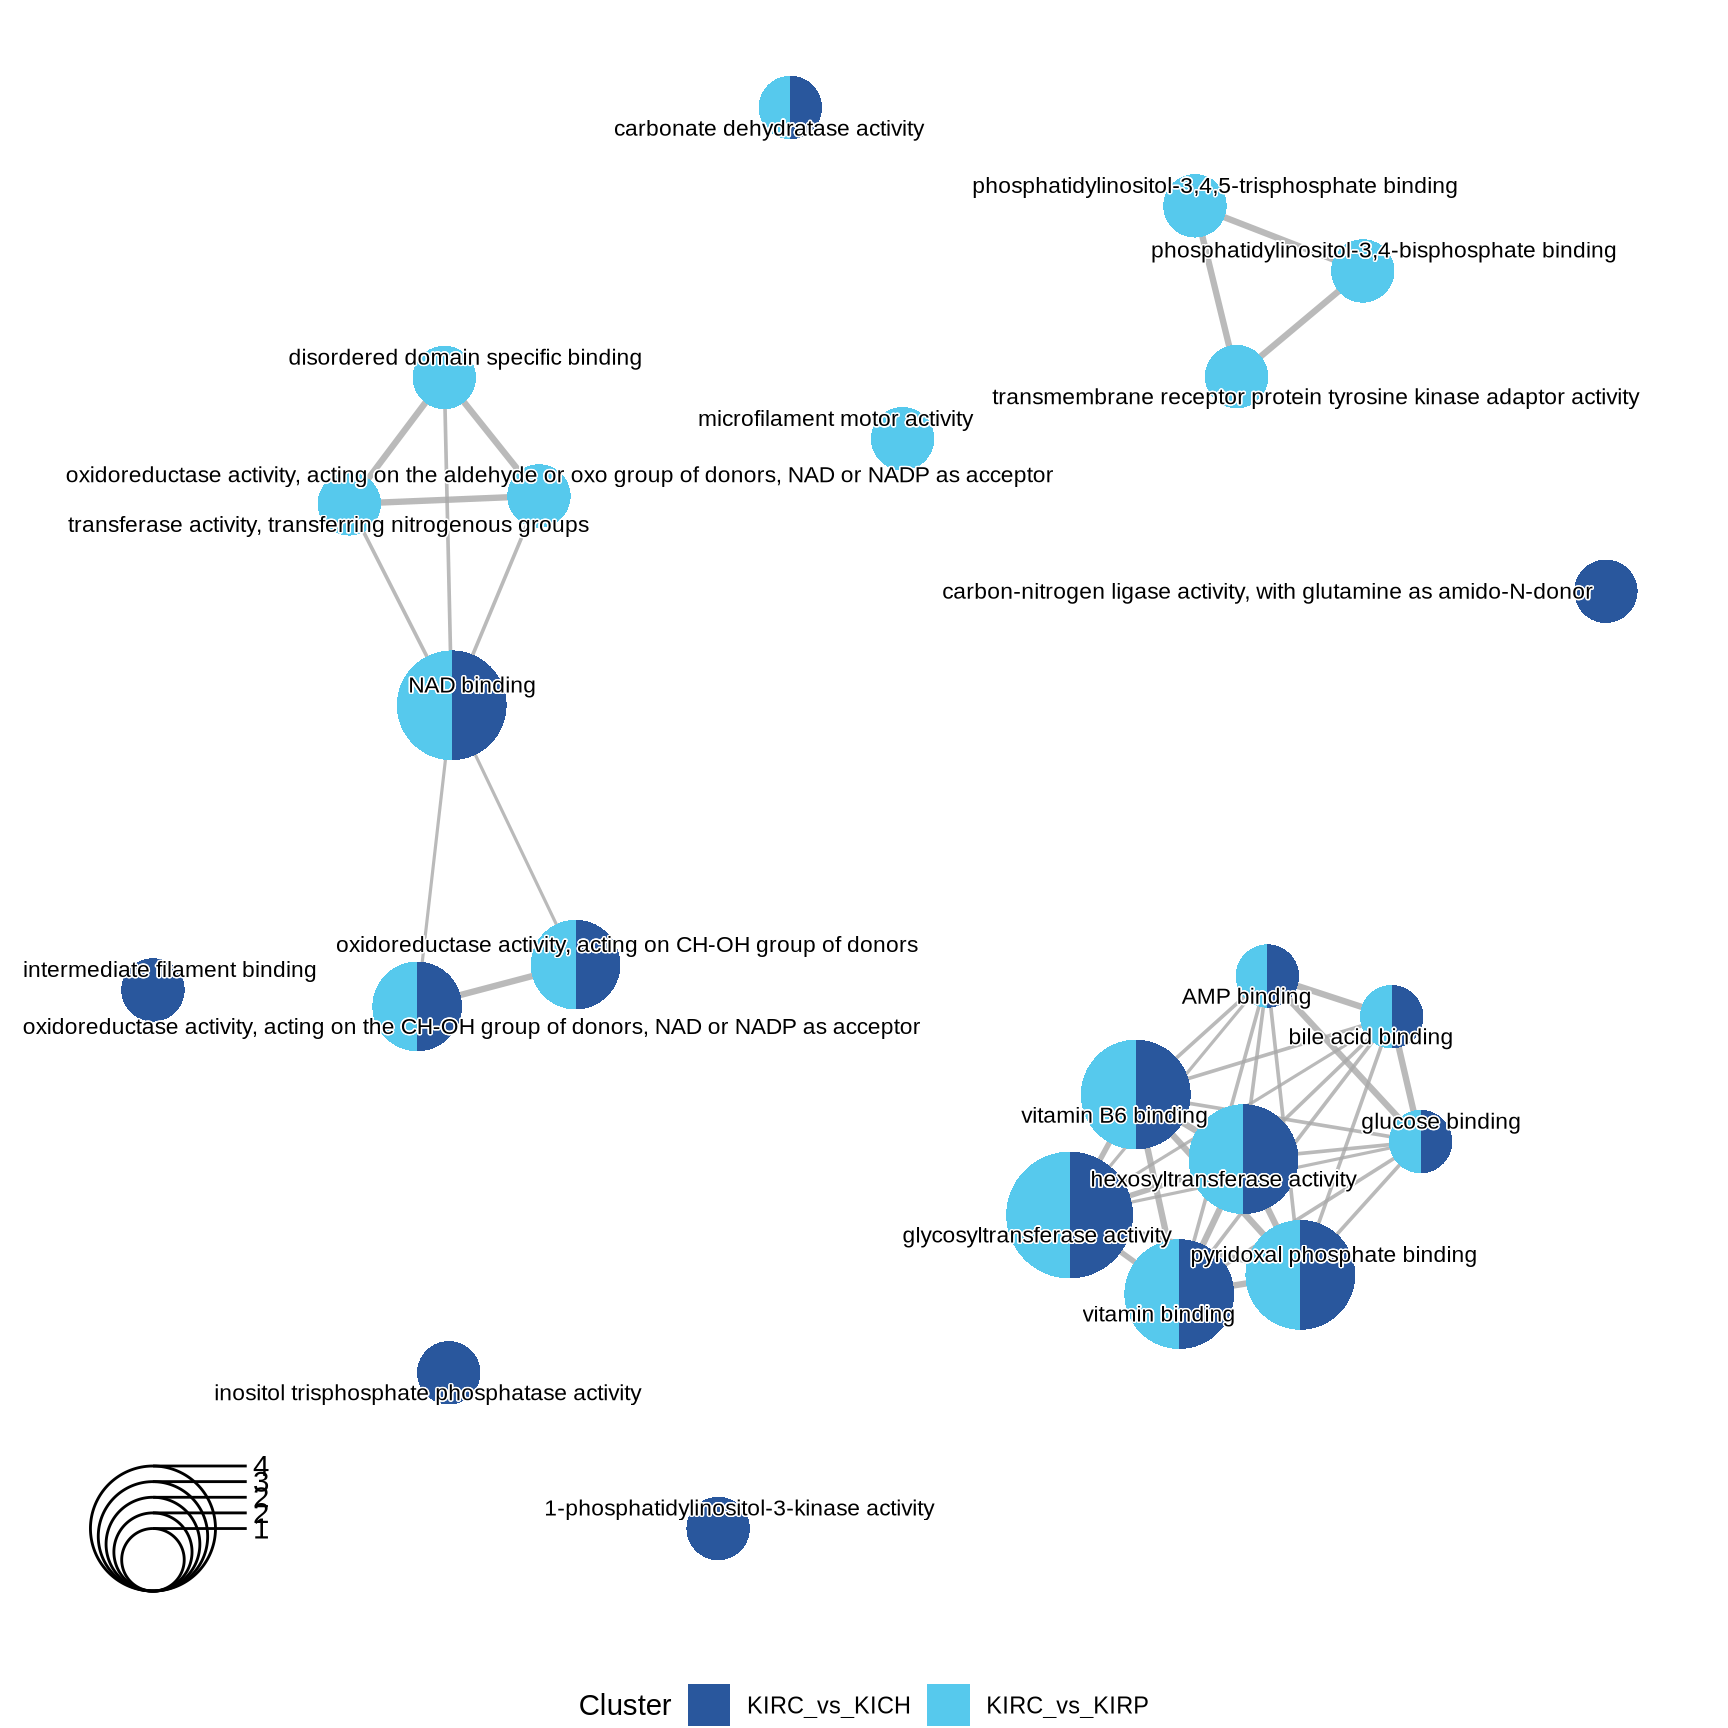 carbonate dehydratase activity
phosphatidylinositol-3,4,5-trisphosphate binding
phosphatidylinositol-3,4-bisphosphate binding
disordered domain specific binding
transmembrane receptor protein tyrosine kinase adaptor activity
microfilament motor activity
oxidoreductase activity, acting on the aldehyde or oxo group of donors, NAD or NADP as acceptor
transferase activity, transferring nitrogenous groups
carbon-nitrogen ligase activity, with glutamine as amido-N-donor
NAD binding
oxidoreductase activity, acting on CH-OH group of donors
intermediate filament binding
AMP binding
oxidoreductase activity, acting on the CH-OH group of donors, NAD or NADP as acceptor
bile acid binding
vitamin B6 binding
glucose binding
hexosyltransferase activity
glycosyltransferase activity
pyridoxal phosphate binding
vitamin binding
inositol trisphosphate phosphatase activity
4
3
2
2
1
1-phosphatidylinositol-3-kinase activity
Cluster KIRC_vs_KICH KIRC_vs_KIRP